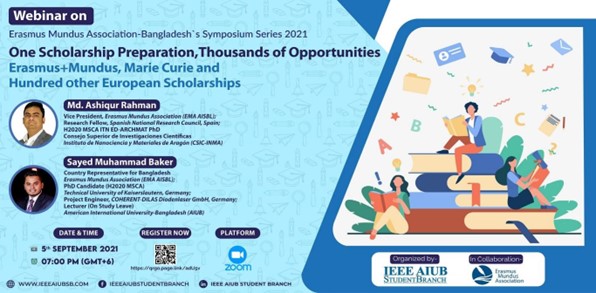 Webinar on
Erasmus Mundus Association-Bangladesh`s Symposium Series 2021
One Scholarship Preparation,Thousands of Opportunities
Erasmus+Mundus, Marie Curie and
Hundred other European Scholarships
Md. Ashiqur Rahman
Vice President, Erasmus Mundus Association (EMA AISBL);
Research Fellow, Spanish National Research Council, Spain;
H2020 MSCA ITN ED-ARCHMAT PhD
Consejo Superior de Investigaciones Científicas
Instituto de Nanociencia y Materiales de Aragón (CSIC-INMA)
Sayed Muhammad Baker
Country Representative for Bangladesh
Erasmus Mundus Association (EMA AISBL);
PhD Candidate (H2020 MSCA)
Technical University of Kaiserslautern, Germany;
Project Engineer, COHERENT-DILAS Diodenlaser GmbH, Germany;
Lecturer (On Study Leave)
American International University-Bangladesh (AIUB)
DATE & TIME
5th SEPTEMBER 2021
07:00 PM (GMT+6)
REGISTER NOW
PLATFORM
zoom
Organized by-
IEEE AIUB
STUDENT BRANCH
In Collaboration-
Erasmus
Mundus
Association
WWW.IEEEAIUBSB.COM
IEEEAIUBSTUDENTBRANCH
IEEE AIUB STUDENT BRANCH